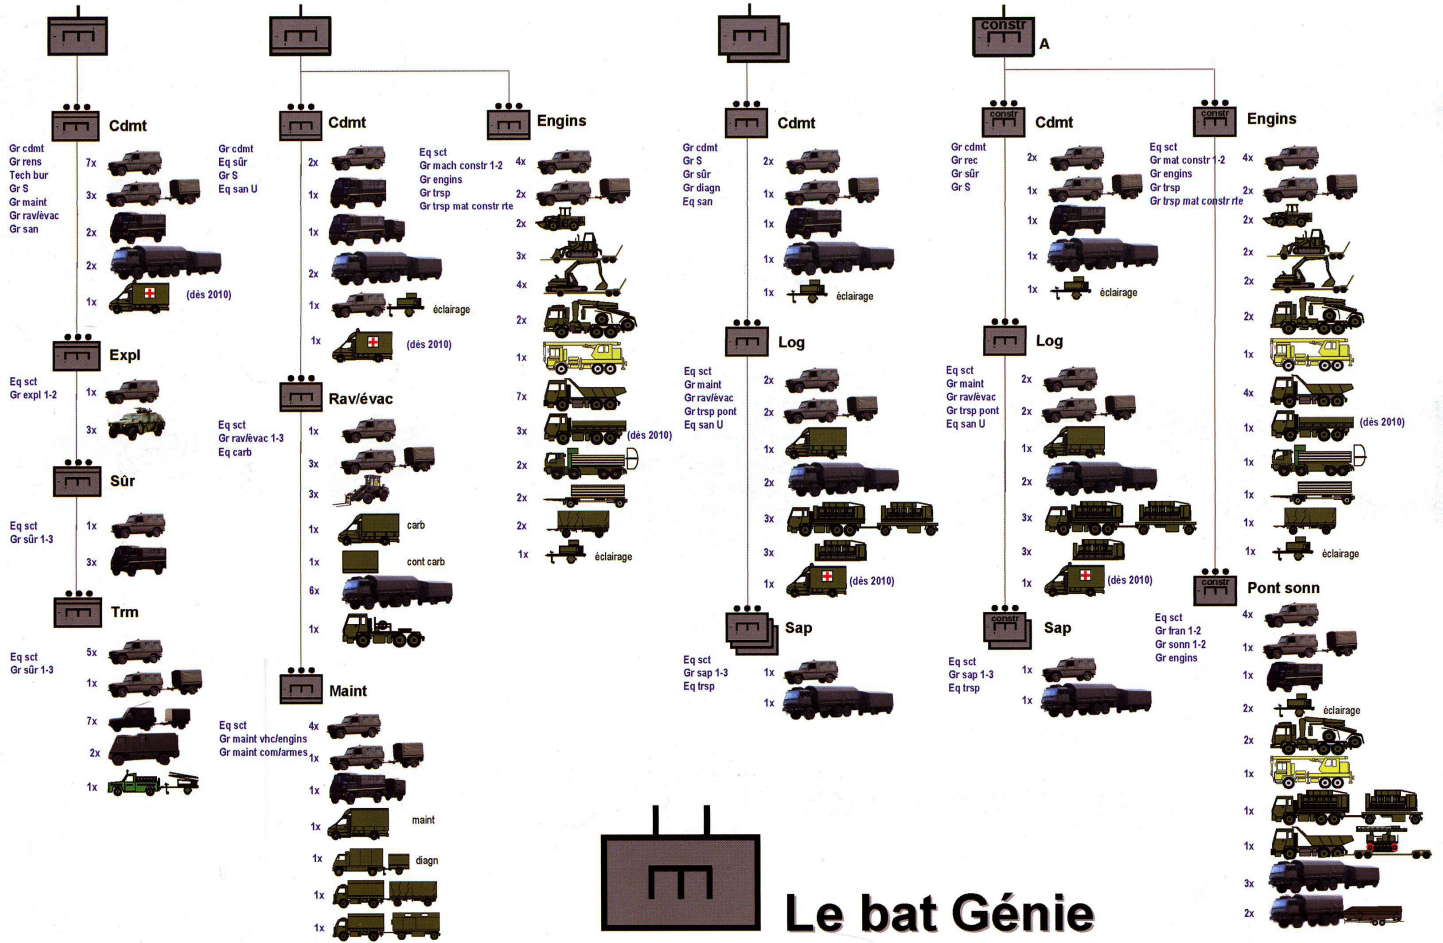 constr
A
Cdmt
Gr cdmt
Gr rens
Tech bur
Gr S
Gr maint
Gr rav/évac
Gr san
7x
3x
2x
2x
1x
(dès 2010)
Expl
Eq sct
Gr expl 1-2
1x
3x
Sûr
Eq sct
Gr sûr 1-3
1x
3x
Trm
Eq sct
Gr sûr 1-3
5x
1x
7x
2x
1x
Cdmt
Gr cdmt
Eq sûr
Gr S
Eq san U
2x
1x
1x
2x
1x
éclairage
1x
(dès 2010)
Rav/évac
Eq sct
Gr rav/évac 1-3
Eq carb
1x
3x
3x
1x
carb
1x
cont carb
6x
1x
Maint
Eq sct
Gr maint vhc/engins
Gr maint com/armes
4x
1x
1x
1x
maint
1x
diagn
1x
1x
Engins
Eq sct
Gr mach constr 1-2
Gr engins
Gr trsp
Gr trsp mat constr rte
4x
2x
2x
3x
4x
2x
1x
7x
3x
(dès 2010)
2x
2x
2x
1x
éclairage
Cdmt
Gr cdmt
Gr S
Gr sûr
Gr diagn
Eq san
2x
1x
1x
1x
1x
éclairage
Log
Eq sct
Gr maint
Gr rav/évac
Gr trsp pont
Eq san U
2x
2x
1x
2x
3x
3x
1x
(dès 2010)
Sap
Eq sct
Gr sap 1-3
Eq trsp
1x
1x
constr
Cdmt
Gr cdmt
Gr rec
Gr sûr
Gr S
2x
1x
1x
1x
1x
éclairage
Log
Eq sct
Gr maint
Gr rav/évac
Gr trsp pont
Eq san U
2x
2x
1x
2x
3x
3x
1x
(dès 2010)
constr
Sap
Eq sct
Gr sap 1-3
Eq trsp
1x
1x
constr
Engins
Eq sct
Gr mat constr 1-2
Gr engins
Gr trsp
Gr trsp mat constr rte
4x
2x
2x
2x
2x
2x
1x
4x
1x
(dès 2010)
1x
1x
1x
1x
éclairage
constr
Pont sonn
Eq sct
Gr fran 1-2
Gr sonn 1-2
Gr engins
4x
1x
1x
2x
éclairage
2x
1x
1x
1x
3x
2x
Le bat Génie